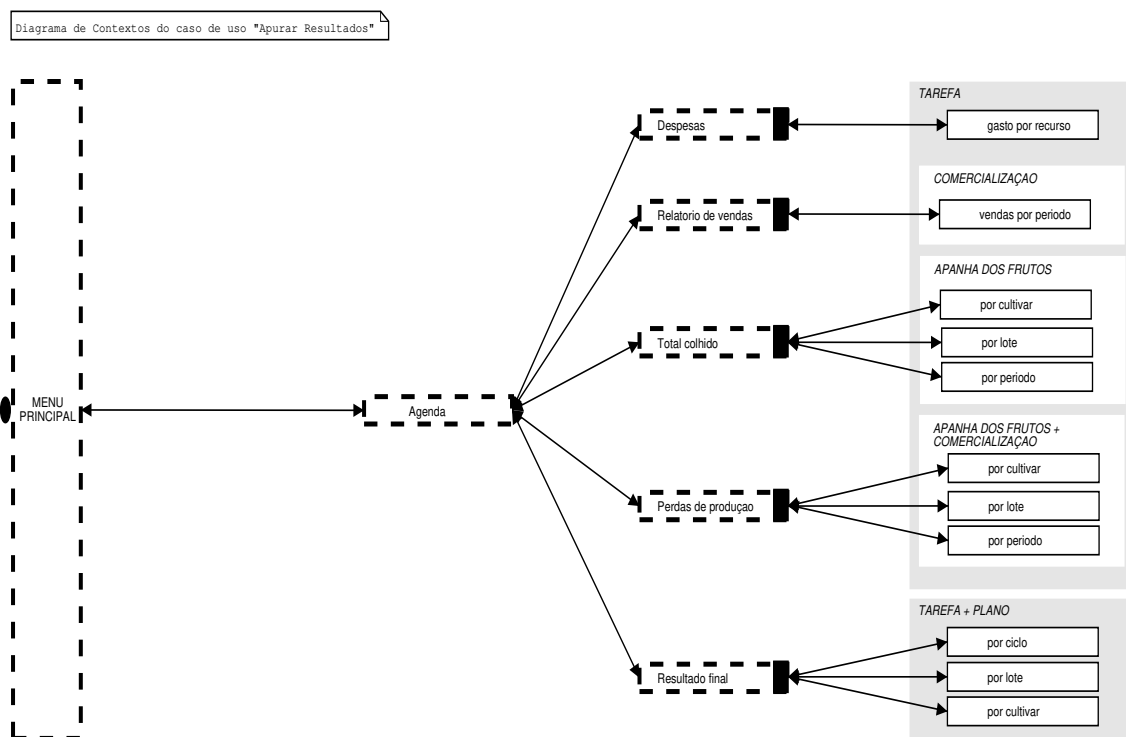 Diagrama de Contextos do caso de uso "Apurar Resultados"
MENU
PRINCIPAL
Agenda
Despesas
Relatorio de vendas
Total colhido
Perdas de produçao
Resultado final
TAREFA
gasto por recurso
COMERCIALIZAÇAO
vendas por periodo
APANHA DOS FRUTOS
por cultivar
por lote
por periodo
APANHA DOS FRUTOS +
COMERCIALIZAÇAO
por cultivar
por lote
por periodo
TAREFA + PLANO
por ciclo
por lote
por cultivar